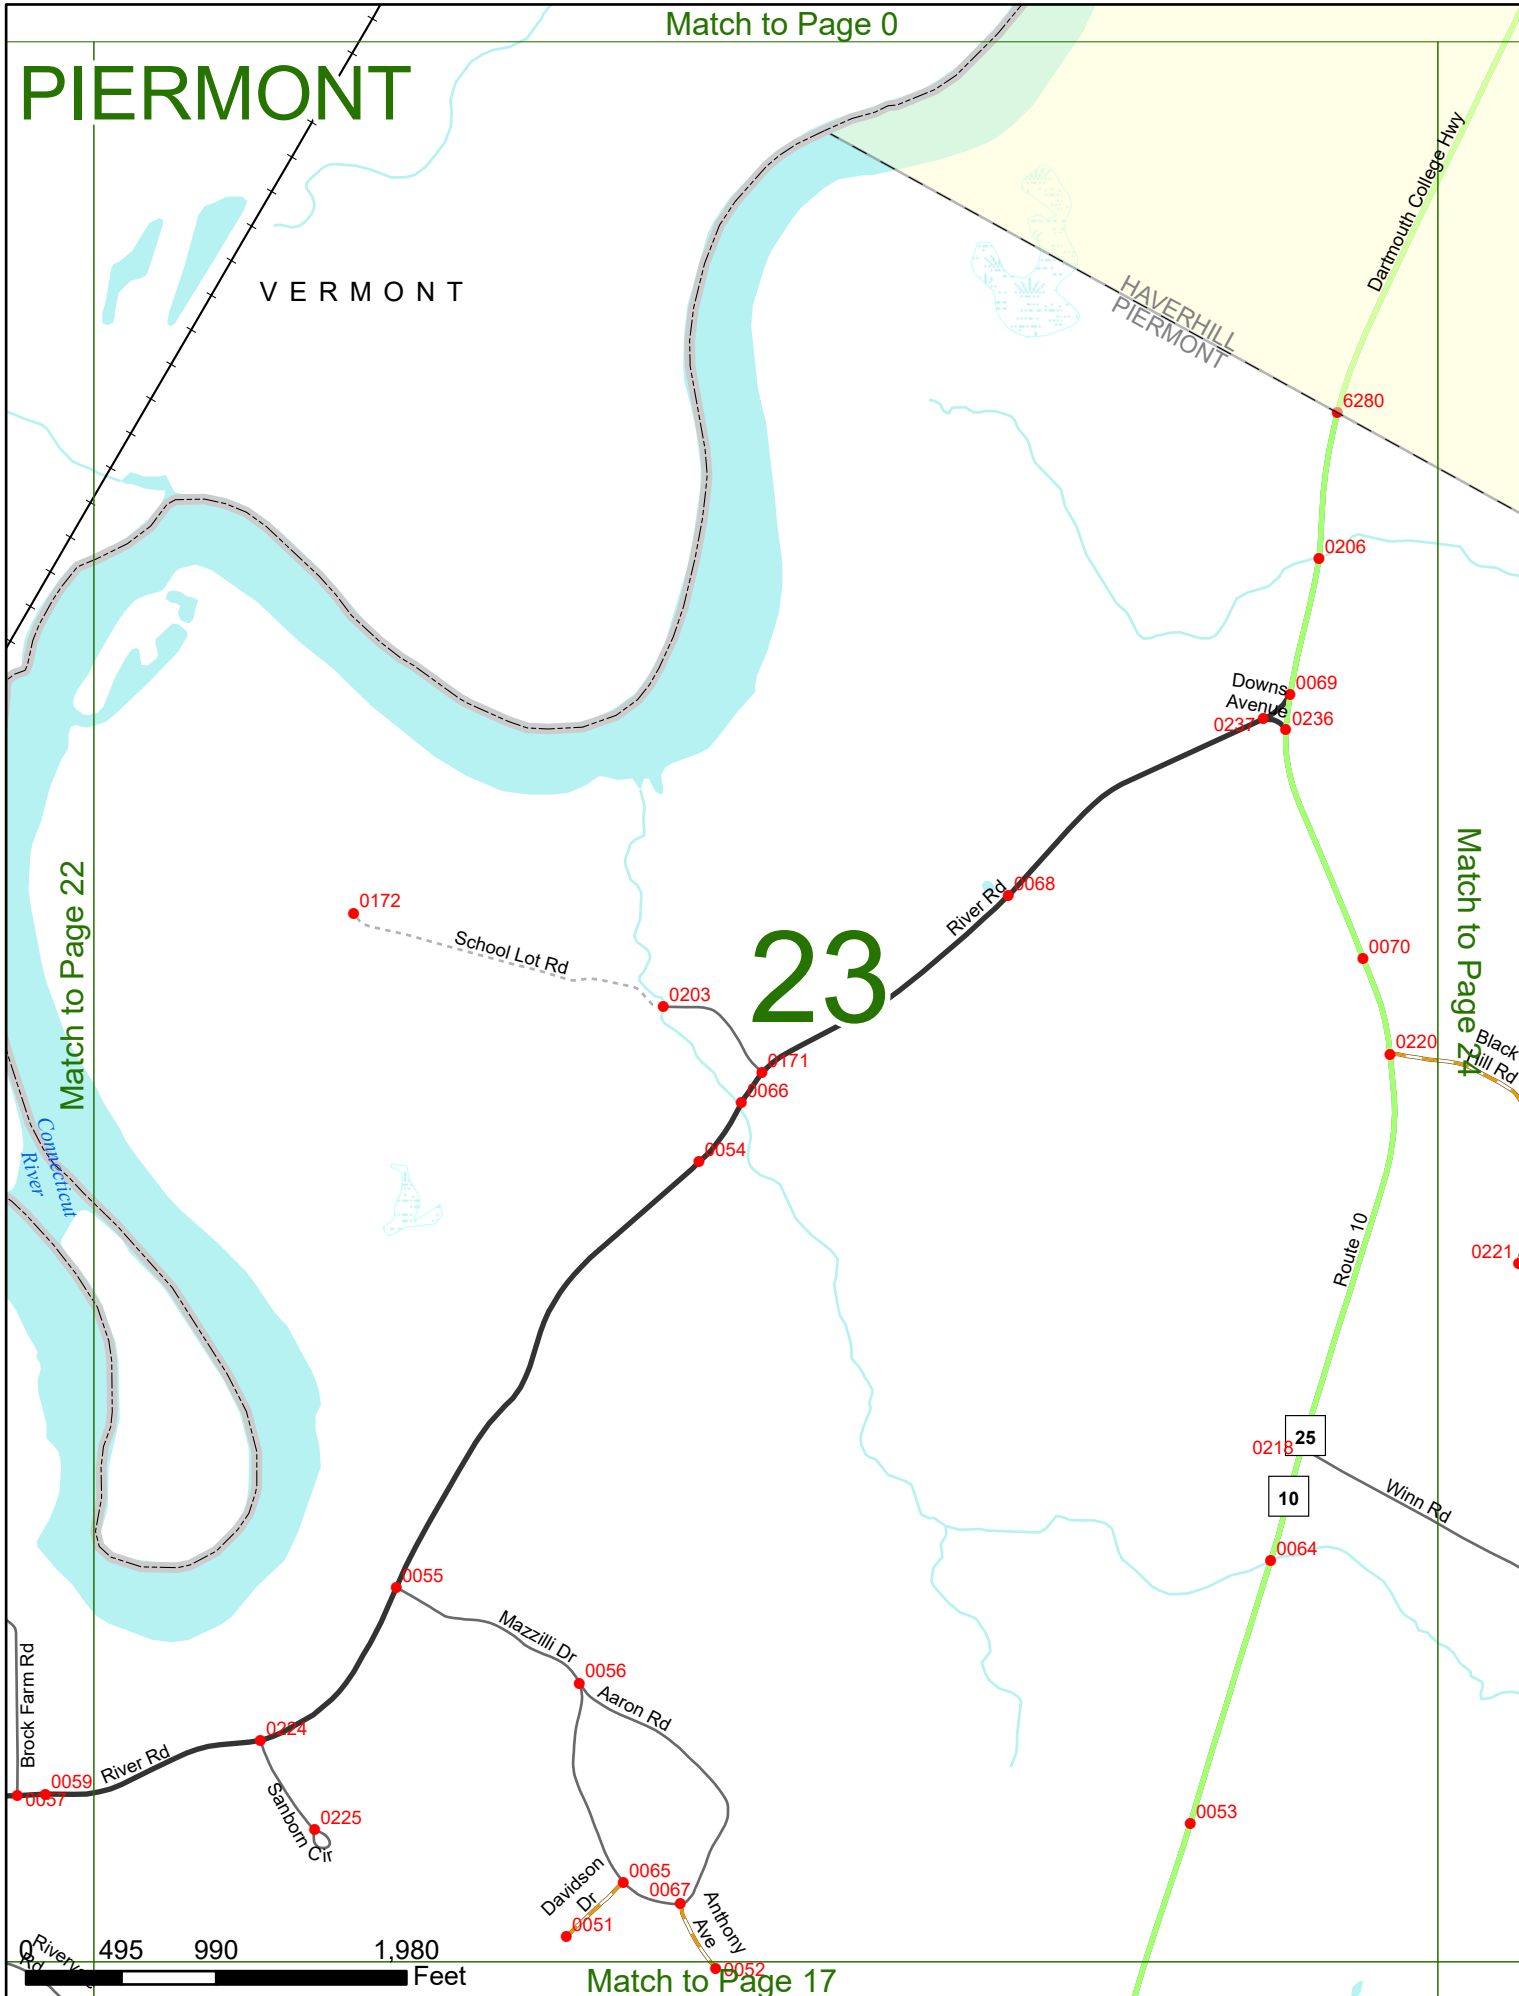 Match to Page 0
PIERMONT
VERMONT
Dartmouth College Hwy
HAVERHILL
PIERMONT
6280
0206
Downs
Avenue
0069
0237
0236
Match to Page 22
Match to Page 24
0172
School Lot Rd
0203
23
River Rd
0068
0070
0171
0066
0054
0220
Black
Hill Rd
Connecticut
River
Route 10
0221
25
0218
10
Winn Rd
0064
0055
Mazzilli Dr
0056
Aaron Rd
Brock Farm Rd
0224
River Rd
0059
0057
Sanborn Cir
0225
0053
Davidson
Dr
0065
0067
Anthony
Ave
0051
0052
0 495 990 1,980
Feet
Rd
Match to Page 17